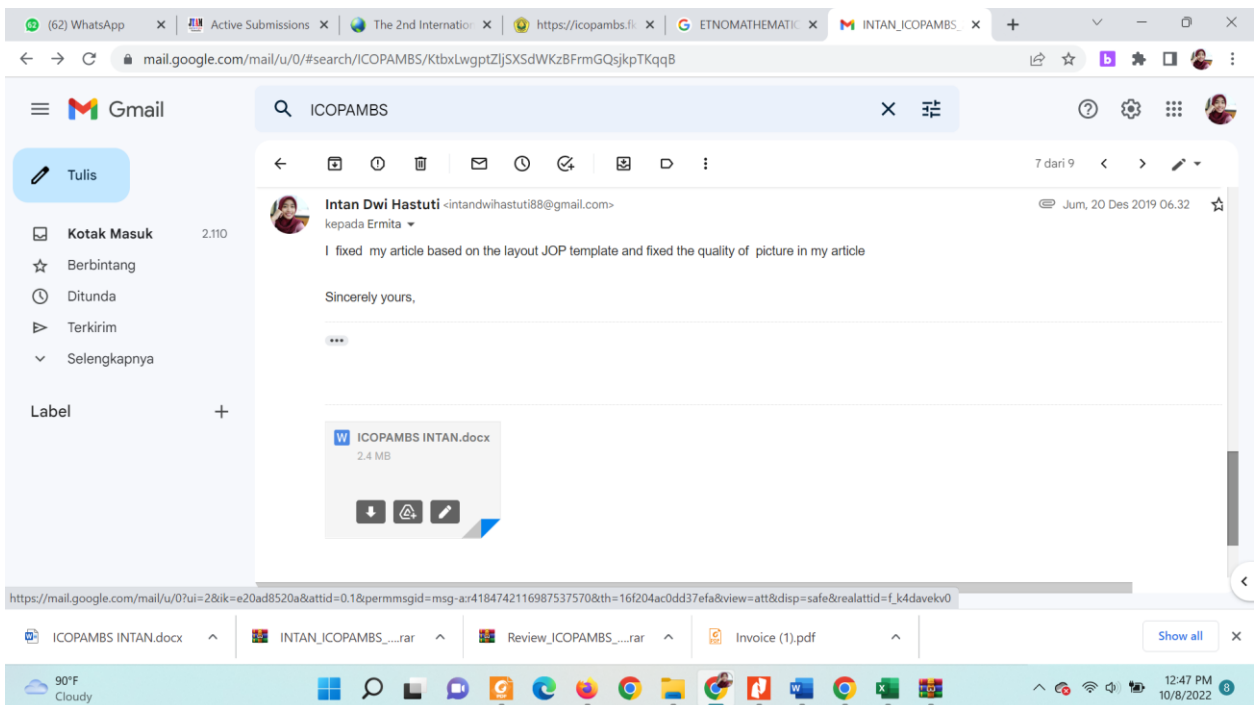 (62) WhatsApp
Active Submissions
The 2nd Internation
https://icopambs.fk
ETNOMATHEMATIC
INTAN_ICOPAMBS_
mail.google.com/mail/u/0/#search/ICOPAMBS/KtbxLwgptZljSXSdWKzBFrmGQsjkpTKqqB
Gmail
ICOPAMBS
Tulis
7 dari 9
Kotak Masuk 2.110
Berbintang
Ditunda
Terkirim
Selengkapnya
Label
Intan Dwi Hastuti <intandwihastuti88@gmail.com>
Jum, 20 Des 2019 06.32
kepada Ermita
I fixed my article based on the layout JOP template and fixed the quality of picture in my article
Sincerely yours,
W ICOPAMBS INTAN.docx
2.4 MB
https://mail.google.com/mail/u/0?ui=2&ik=e20ad8520a&attid=0.1&permmsgid=msg-a:r4184742116987537570&th=16f204ac0dd37efa&view=att&disp=safe&realattid=f_k4davekv0
ICOPAMBS INTAN.docx
INTAN_ICOPAMBS_....rar
Review_ICOPAMBS_....rar
Invoice (1).pdf
Show all
90°F
Cloudy
12:47 PM
10/8/2022
8